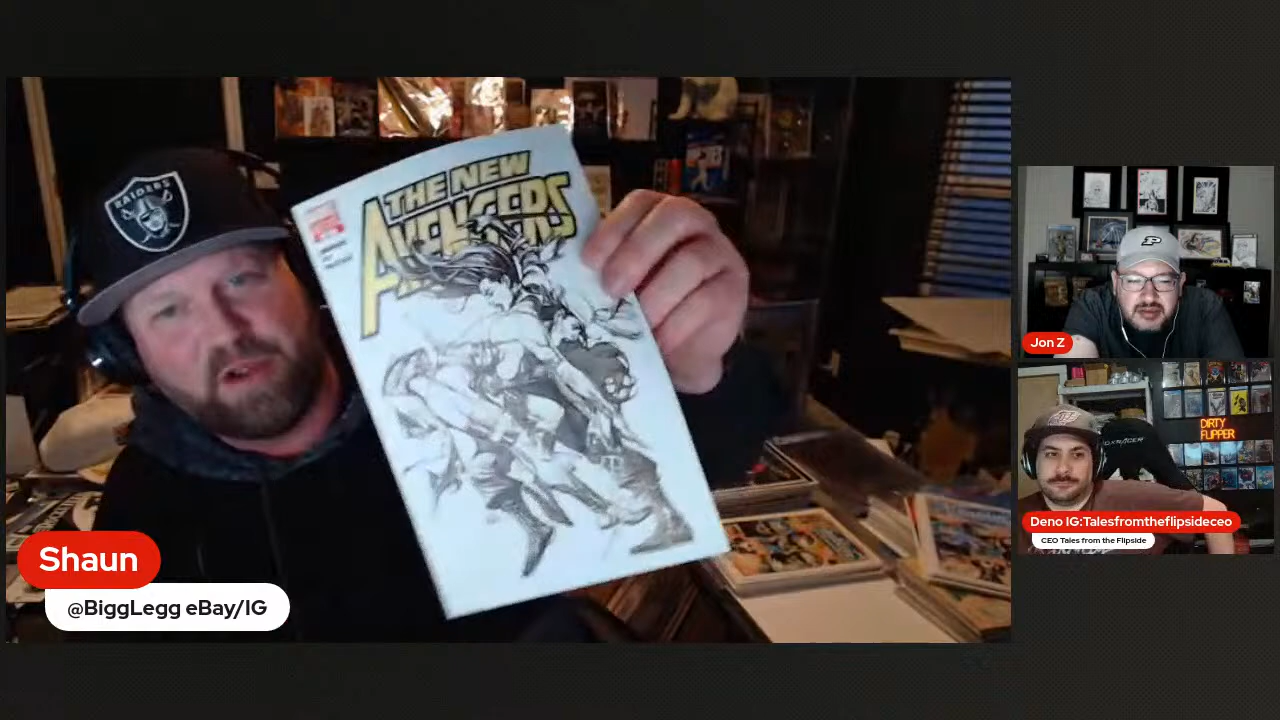 RAIDERS
THE NEW
AVENGERS
Shaun
@BiggLegg eBay/IG
Jon Z
P
DIRTY
FLIPPER
DXRACER
Deno IG:Talesfromtheflipsideceo
CEO Tales from the Flipside